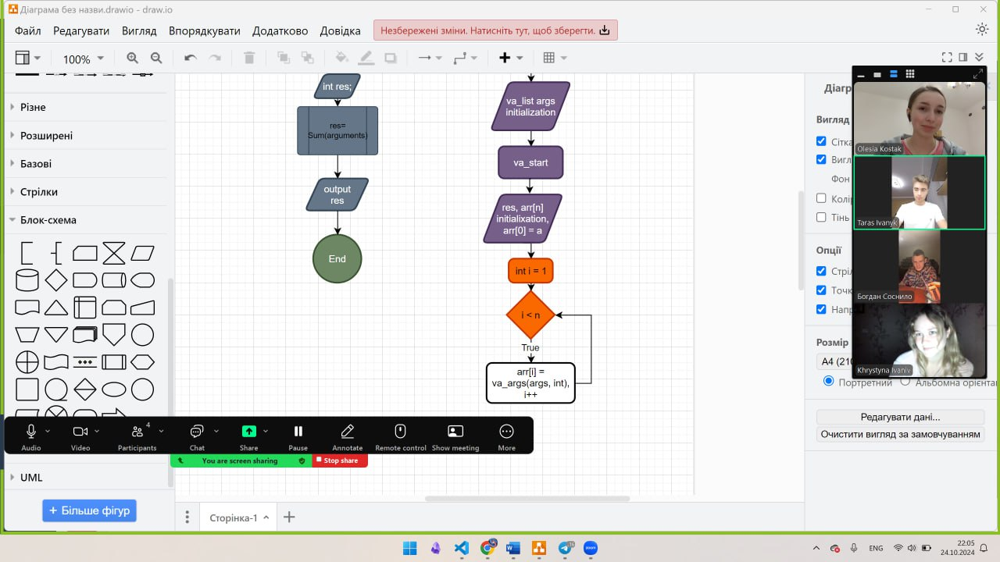 Діаграма без назви.drawio - draw.io
Файл Редагувати Вигляд Впорядкувати Додатково Довідка
Незбережені зміни. Натисніть тут, щоб зберегти.
100%
Різне
Розширені
Базові
Стрілки
Блок-схема
UML
+ Більше фігур
int res;
res=
Sum(arguments)
output
res
End
va_list args
initialization
va_start
res, arr[n]
initialixation,
arr[0] = a
int i = 1
i < n
True
arr[i] =
va_args(args, int),
i++
Діагр
Вигляд
Сітка
Вигл
Фон
Колі
Тінь
Опції
Стріл
Точк
Напр
Розмір
A4 (210
Портретний Альбомна орієнта
Редагувати дані...
Очистити вигляд за замовчуванням
Olesia Kostak
Taras Ivanyk
Богдан Соснило
Khrystyna Ivaniv
4
Audio Video Participants Chat Share Pause Annotate Remote control Show meeting More
You are screen sharing Stop share
Сторінка-1
ENG
22:05
24.10.2024
zoom